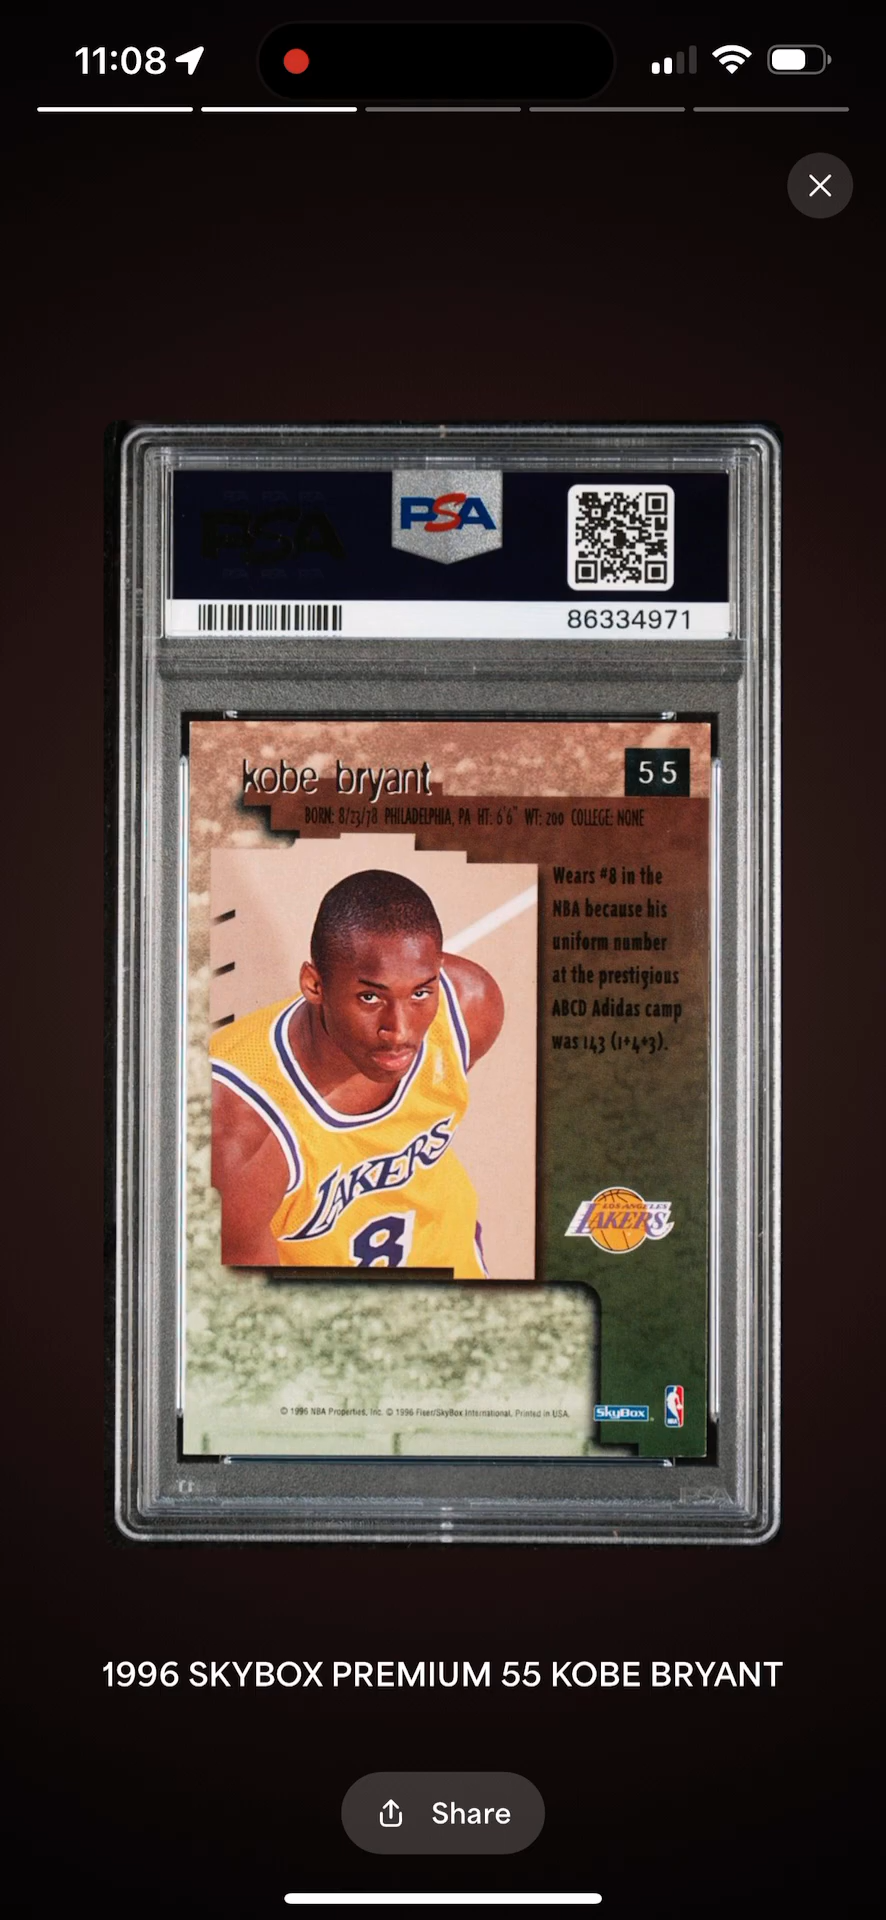 11:08
PSA
PSA
86334971
kobe bryant
55
BORN: 8/23/78 PHILADELPHIA, PA HT: 6'6" WT: 200 COLLEGE: NONE
Wears #8 in the
NBA because his
uniform number
at the prestigious
ABCD Adidas camp
was 143 (1+4+3).
LAKERS
8
LOS ANGELES
LAKERS
© 1996 NBA Properties, Inc. © 1996 Fleer/SkyBox International. Printed in USA.
SkyBox
NBA
PSA
1996 SKYBOX PREMIUM 55 KOBE BRYANT
Share